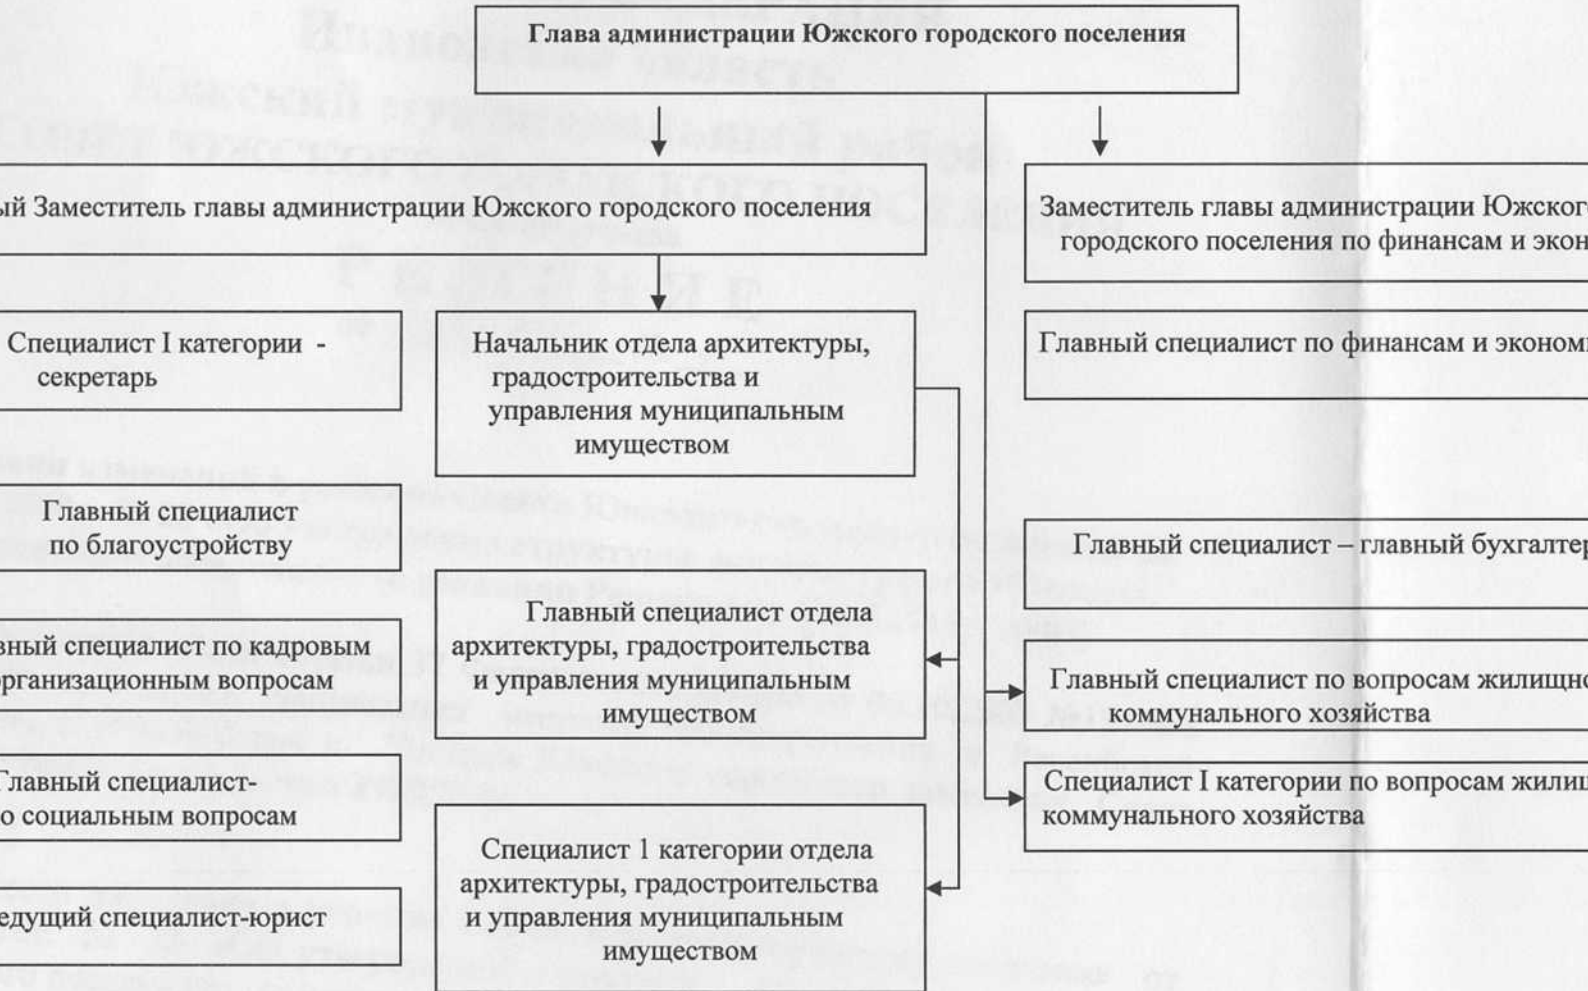 Глава администрации Южского городского поселения
ый Заместитель главы администрации Южского городского поселения
Заместитель главы администрации Южского
городского поселения по финансам и экон
Специалист I категории -
секретарь
Начальник отдела архитектуры,
градостроительства и
управления муниципальным
имуществом
Главный специалист по финансам и эконом
Главный специалист
по благоустройству
Главный специалист – главный бухгалтер
Главный специалист отдела
архитектуры, градостроительства
и управления муниципальным
имуществом
вный специалист по кадровым
организационным вопросам
Главный специалист по вопросам жилищно
коммунального хозяйства
Главный специалист-
о социальным вопросам
Специалист I категории по вопросам жилищ
коммунального хозяйства
Специалист 1 категории отдела
архитектуры, градостроительства
и управления муниципальным
имуществом
едущий специалист-юрист